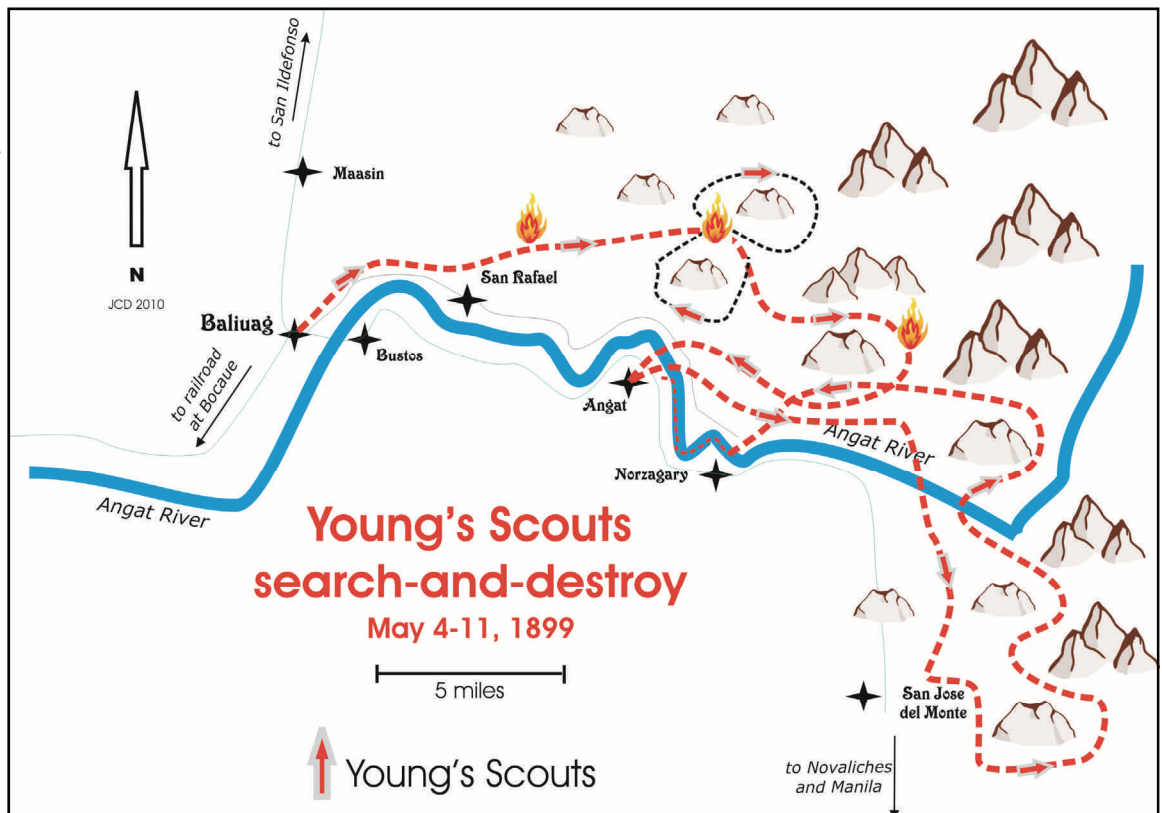 to San Ildefonso
Maasin
N
JCD 2010
San Rafael
Baliuag
Bustos
to railroad
at Bocaue
Angat
Angat River
Norzagary
Angat River
Young's Scouts
search-and-destroy
May 4-11, 1899
5 miles
San Jose
del Monte
Young's Scouts
to Novaliches
and Manila